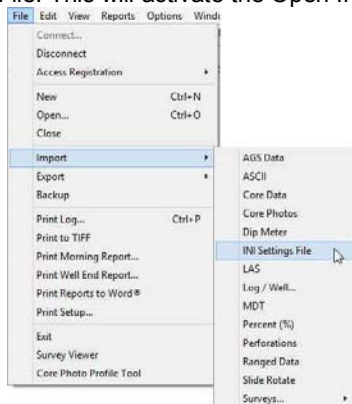 File. This will activate the Open I
File Edit View Reports Options Wind
Connect...
Disconnect
Access Registration
New Ctrl+N
Open... Ctrl+O
Close
Import
Export
Backup
Print Log... Ctrl+P
Print to TIFF
Print Morning Report...
Print Well End Report...
Print Reports to Word®
Print Setup...
Exit
Survey Viewer
Core Photo Profile Tool
AGS Data
ASCII
Core Data
Core Photos
Dip Meter
INI Settings File
LAS
Log / Well...
MDT
Percent (%)
Perforations
Ranged Data
Slide Rotate
Surveys...